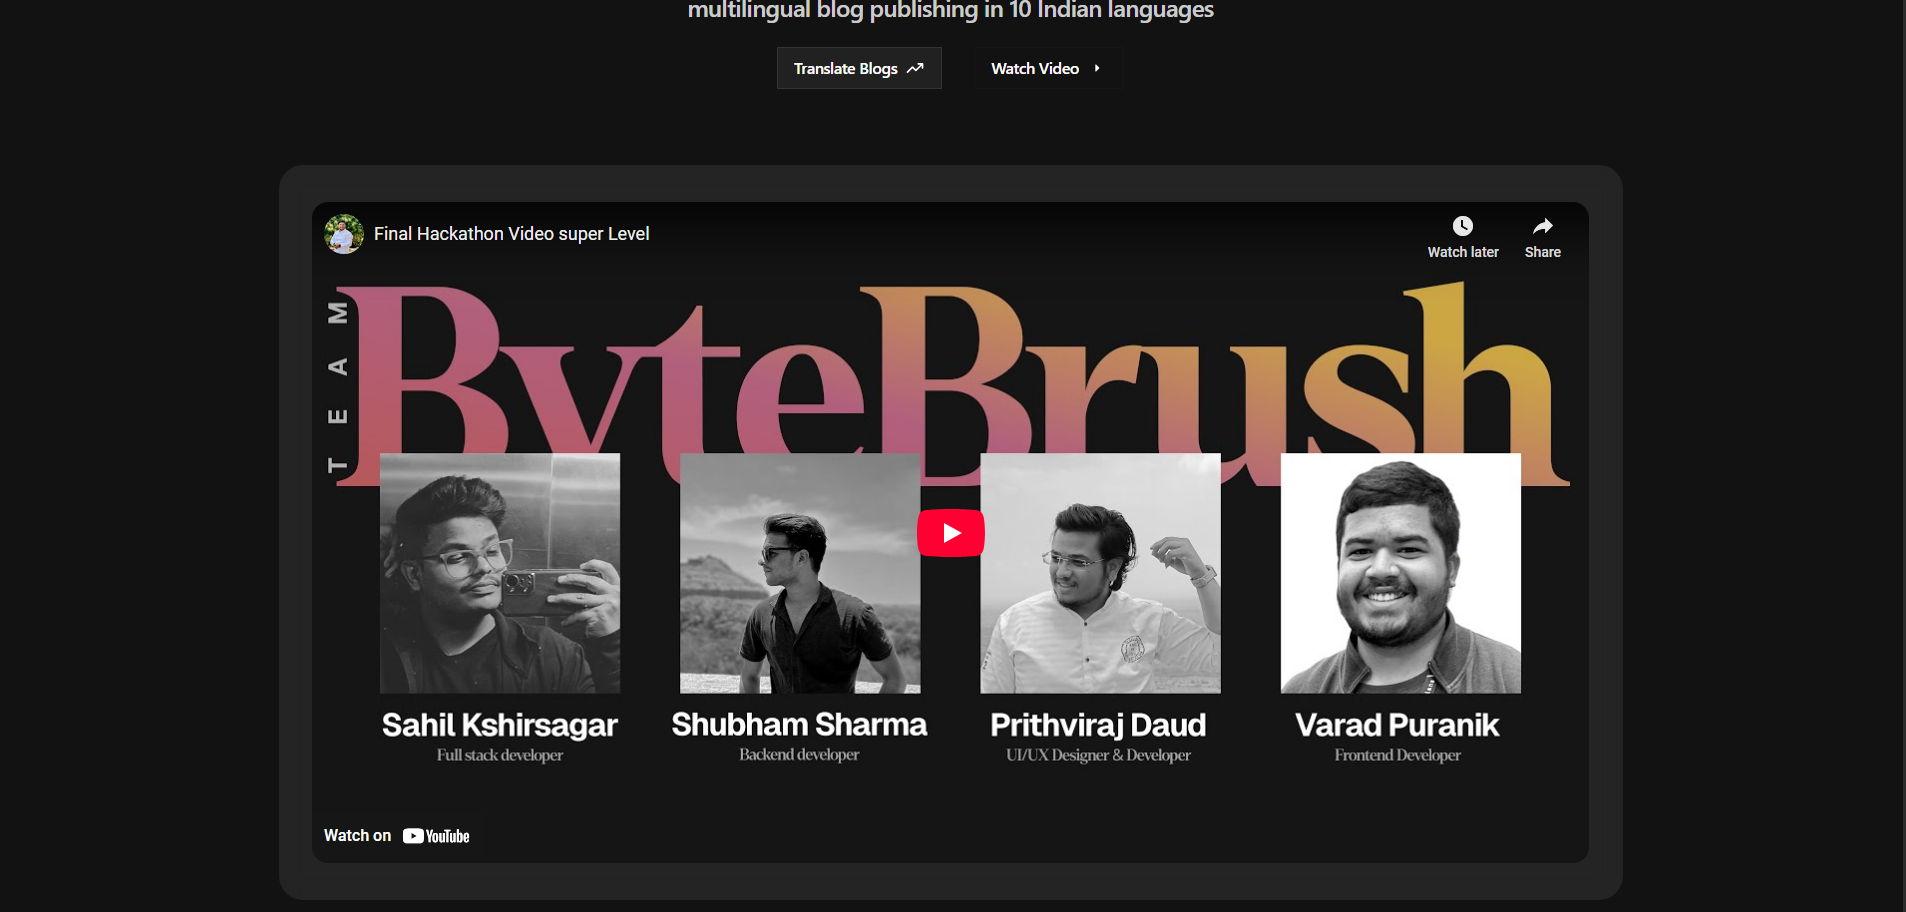 multilingual blog publishing in 10 Indian languages
Translate Blogs
Watch Video
Final Hackathon Video super Level
Watch later
Share
TEAM
ByteBrush
Sahil Kshirsagar
Full stack developer
Shubham Sharma
Backend developer
Prithviraj Daud
UI/UX Designer & Developer
Varad Puranik
Frontend Developer
Watch on YouTube